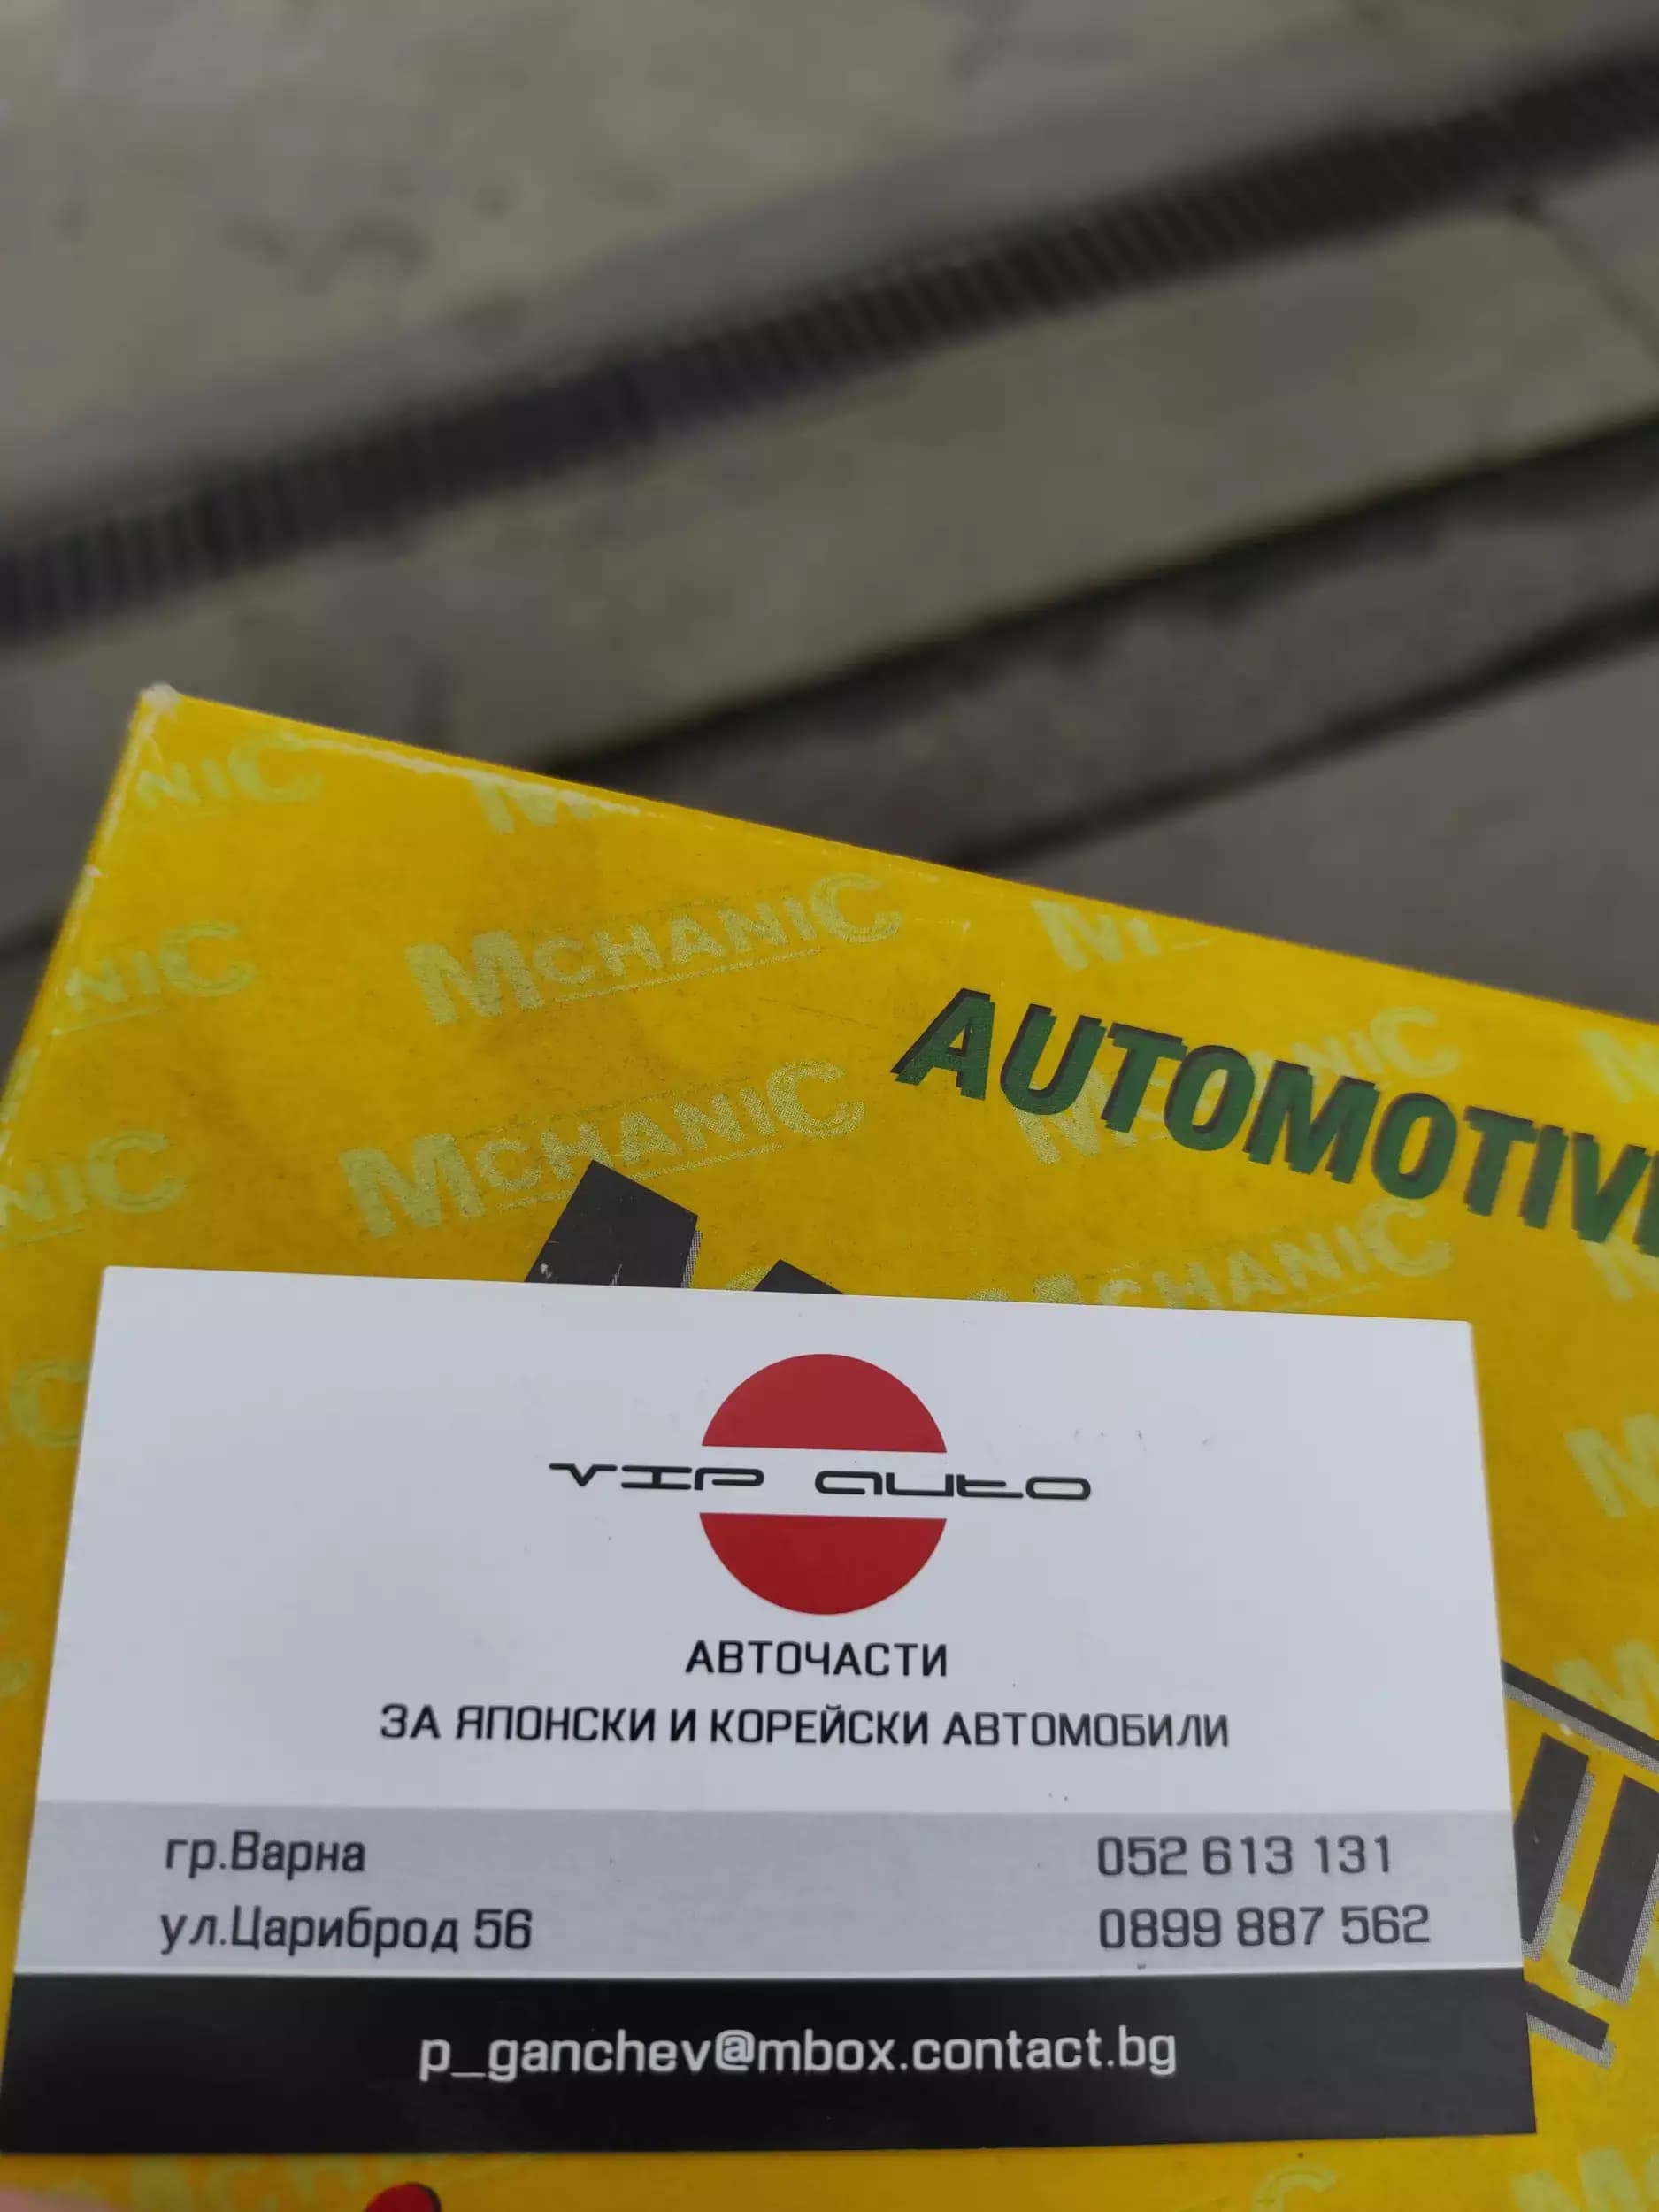 MCHANIC
AUTOMOTIVE
MCHANIC
MCHANIC
VIP auto
АВТОЧАСТИ
ЗА ЯПОНСКИ И КОРЕЙСКИ АВТОМОБИЛИ
гр.Варна
052 613 131
ул.Цариброд 56
0899 887 562
p_ganchev@mbox.contact.bg